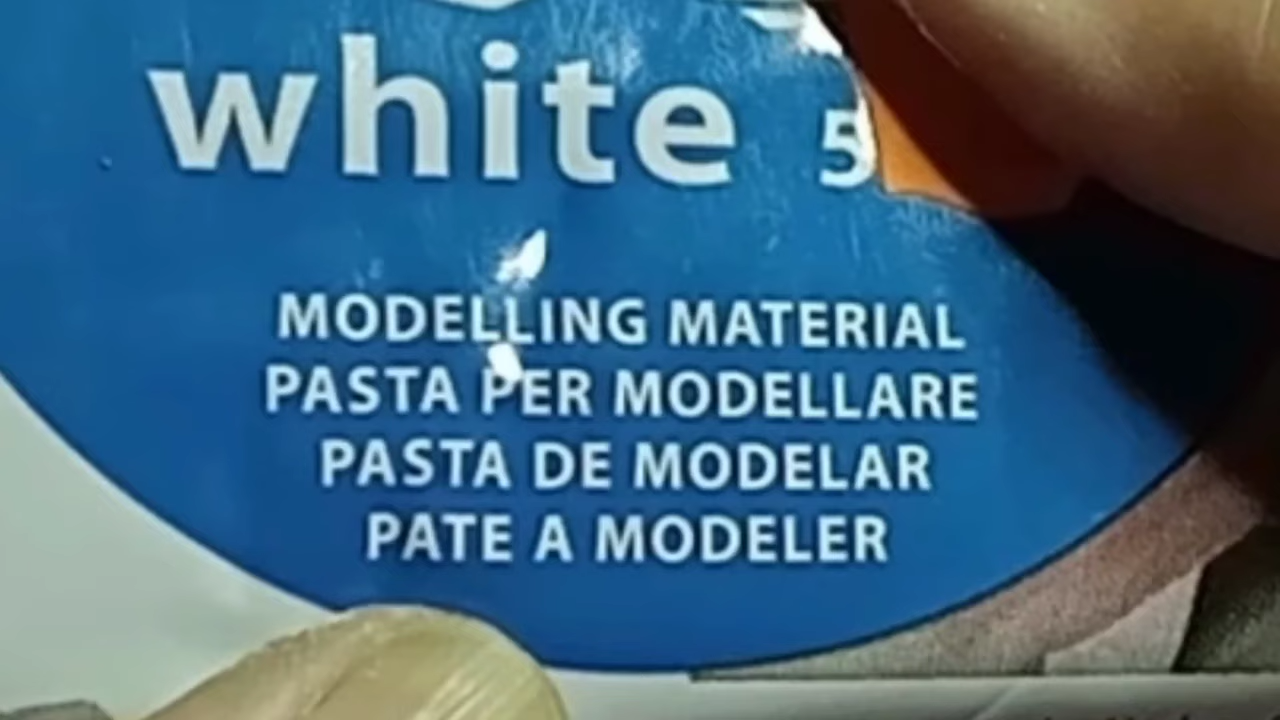 white 5
MODELLING MATERIAL
PASTA PER MODELLARE
PASTA DE MODELAR
PATE A MODELER